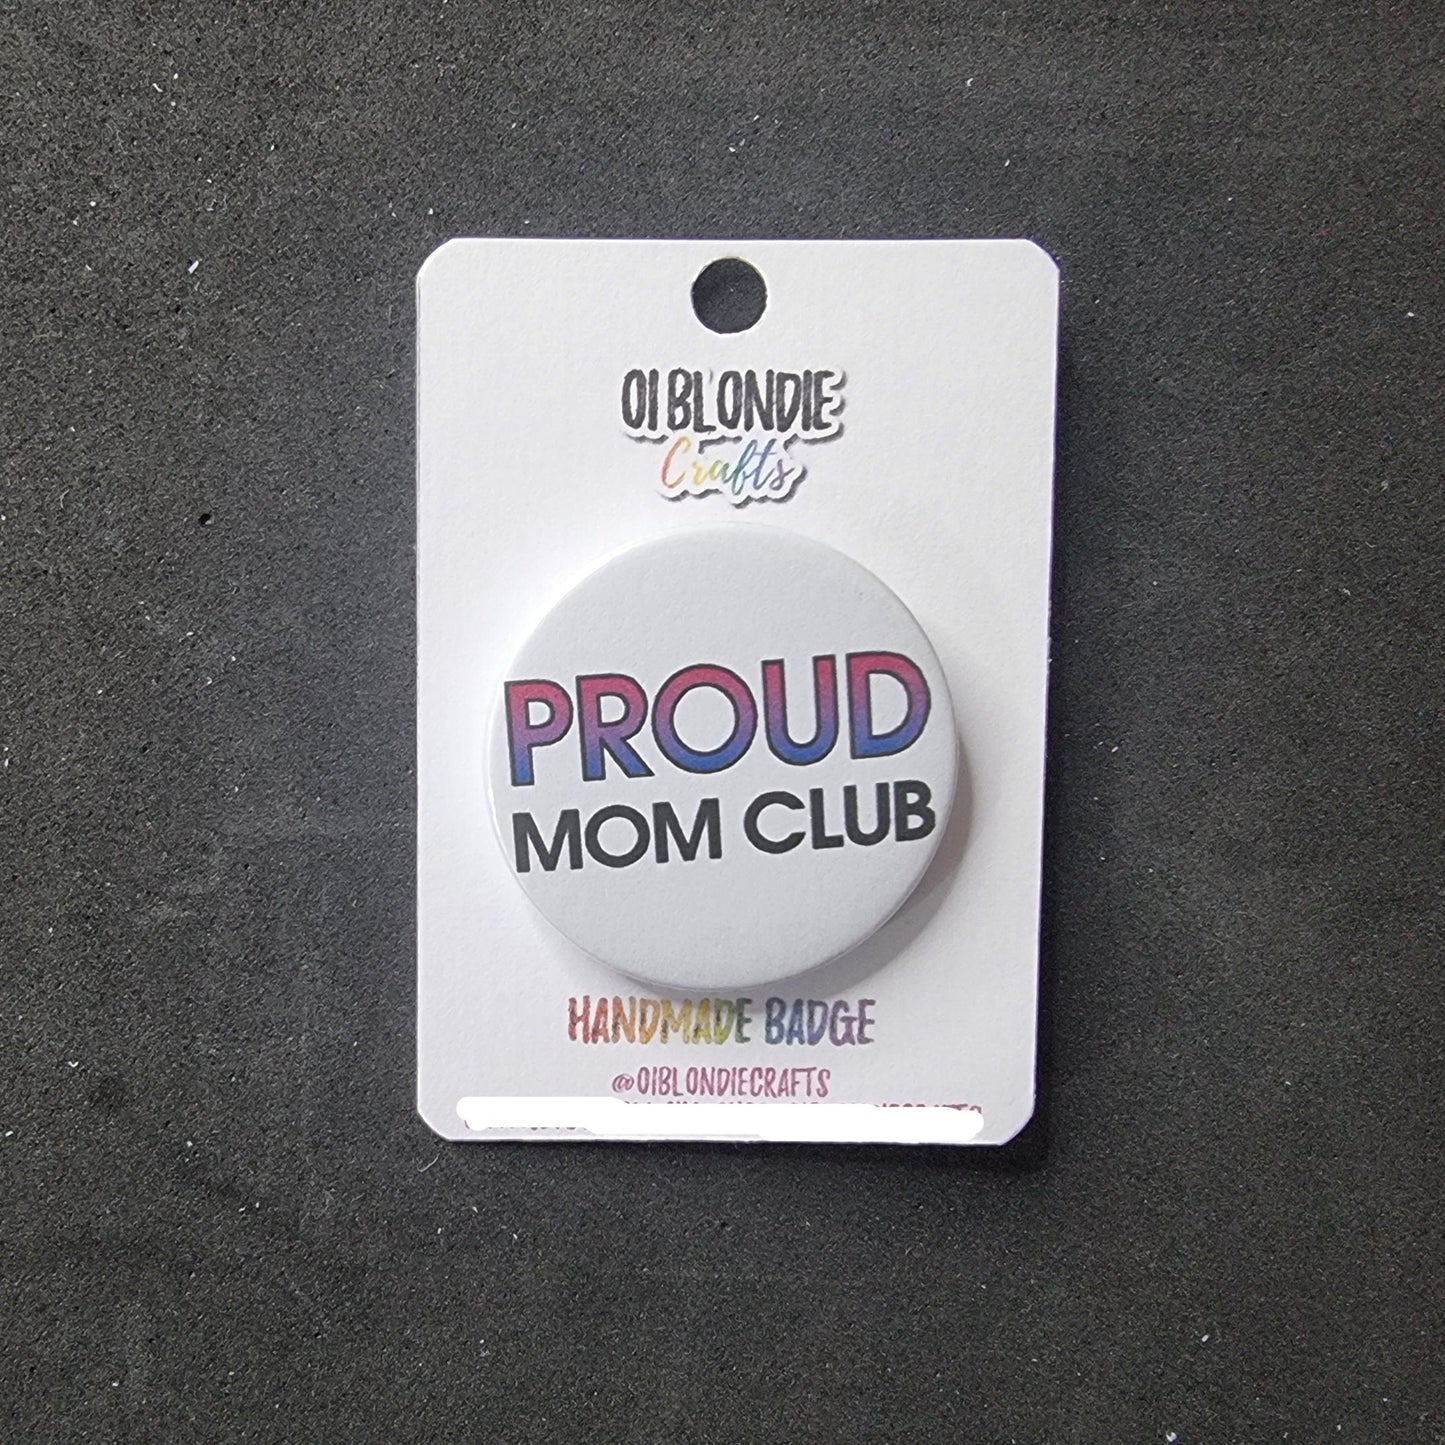 OI BLONDIE
Crafts
PROUD
MOM CLUB
HANDMADE BADGE
@OIBLONDIECRAFTS